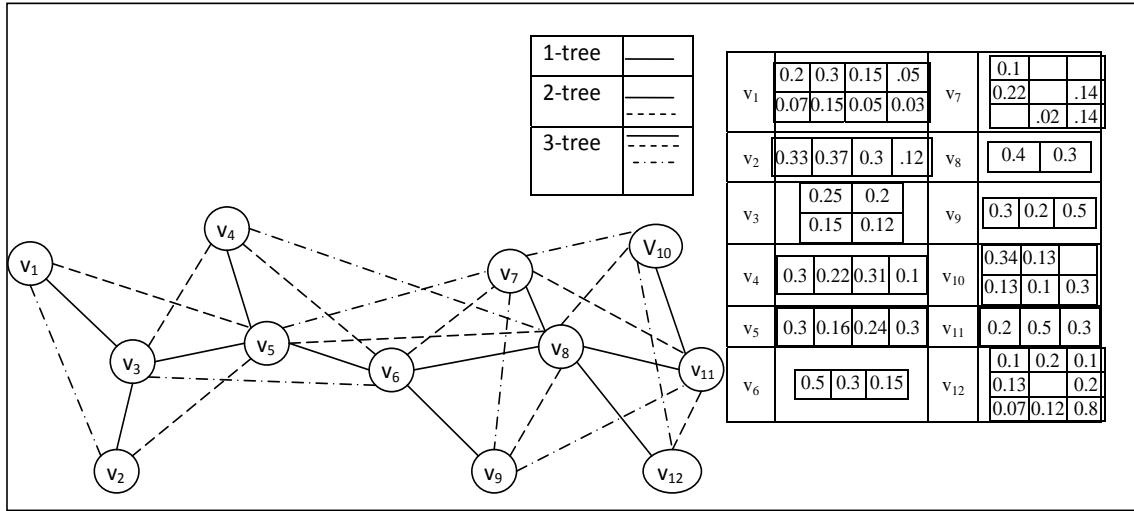 1-tree
2-tree
3-tree
v1 0.2 0.3 0.15 .05
0.07 0.15 0.05 0.03
v7 0.1
0.22 .14
.02 .14
v2 0.33 0.37 0.3 .12
v8 0.4 0.3
v3 0.25 0.2
0.15 0.12
v9 0.3 0.2 0.5
v4 0.3 0.22 0.31 0.1
v10 0.34 0.13
0.13 0.1 0.3
v5 0.3 0.16 0.24 0.3
v11 0.2 0.5 0.3
v6 0.5 0.3 0.15
v12 0.1 0.2 0.1
0.13 0.2
0.07 0.12 0.8
v1
v4
V10
v7
v5
v3
v6
v8
v11
v2
v9
v12